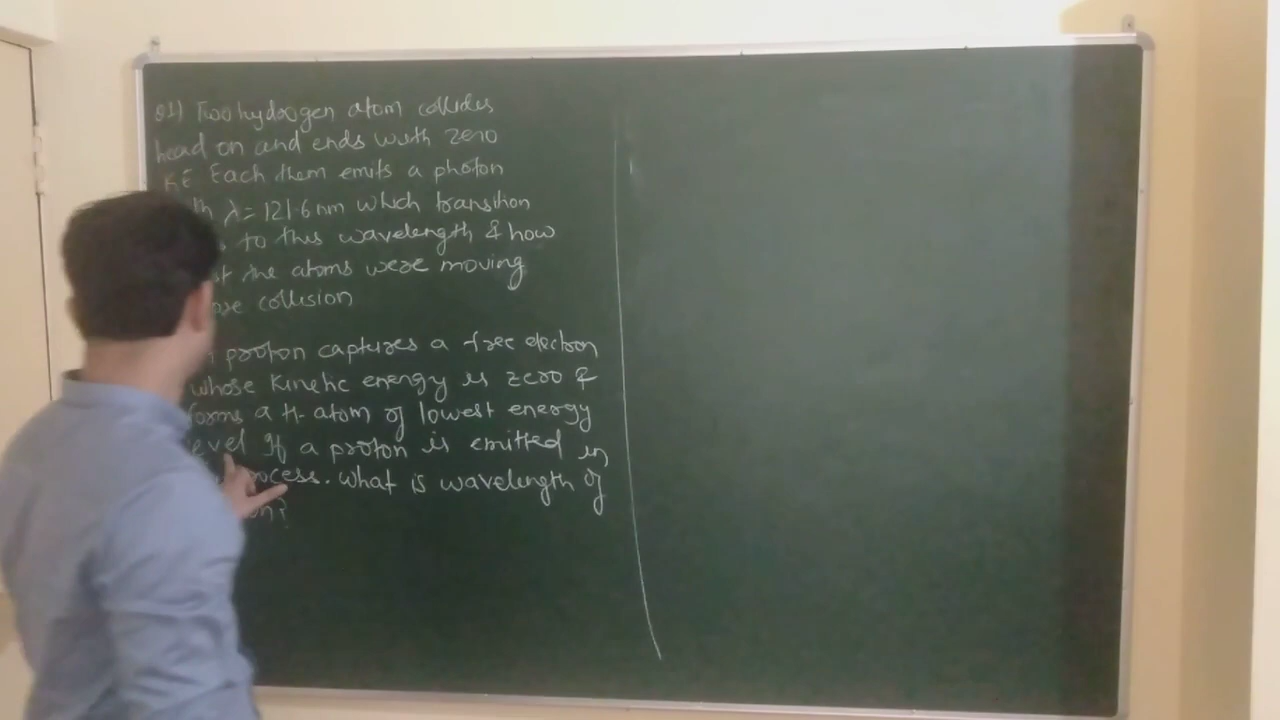 Q1) Two hydrogen atom collides
head on and ends with zero
KE Each them emits a photon
λ = 121.6 nm which transition
to this wavelength & how
the atoms were moving
collision
proton captures a free electron
whose kinetic energy is zero &
forms a H- atom of lowest energy
level If a proton is emitted in
process. what is wavelength of